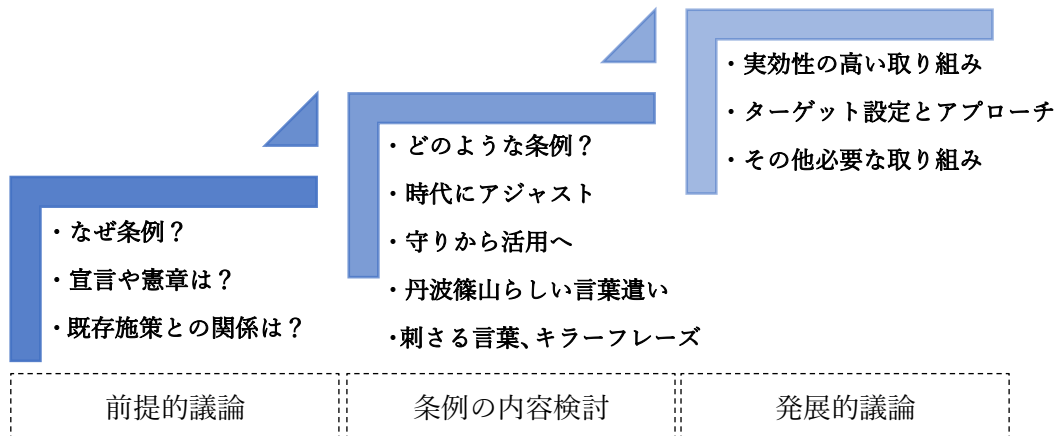 ・なぜ条例？
・宣言や憲章は？
・既存施策との関係は？
前提的議論
・どのような条例？
・時代にアジャスト
・守りから活用へ
・丹波篠山らしい言葉遣い
・刺さる言葉、キラーフレーズ
条例の内容検討
・実効性の高い取り組み
・ターゲット設定とアプローチ
・その他必要な取り組み
発展的議論